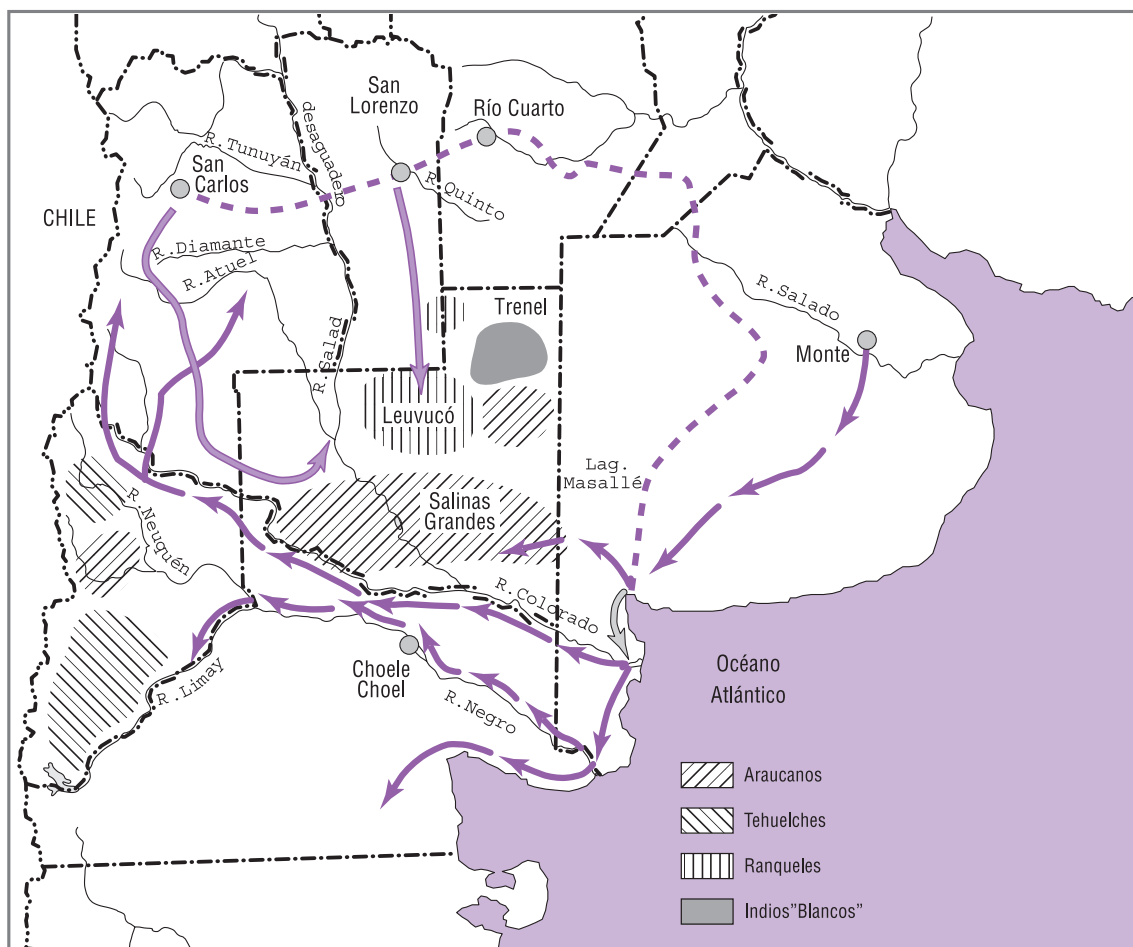 San
Lorenzo
Río Cuarto
desaguadero
R.Tunuyán
San
Carlos
R.Quinto
CHILE
R.Diamante
R.Atuel
R.Salado
Trenel
R.Salad
Monte
Leuvucó
Lag.
Masallé
Salinas
Grandes
R.Neuquén
R.Colorado
Choele
Choel
R.Limay
R.Negro
Océano
Atlántico
Araucanos
Tehuelches
Ranqueles
Indios"Blancos"